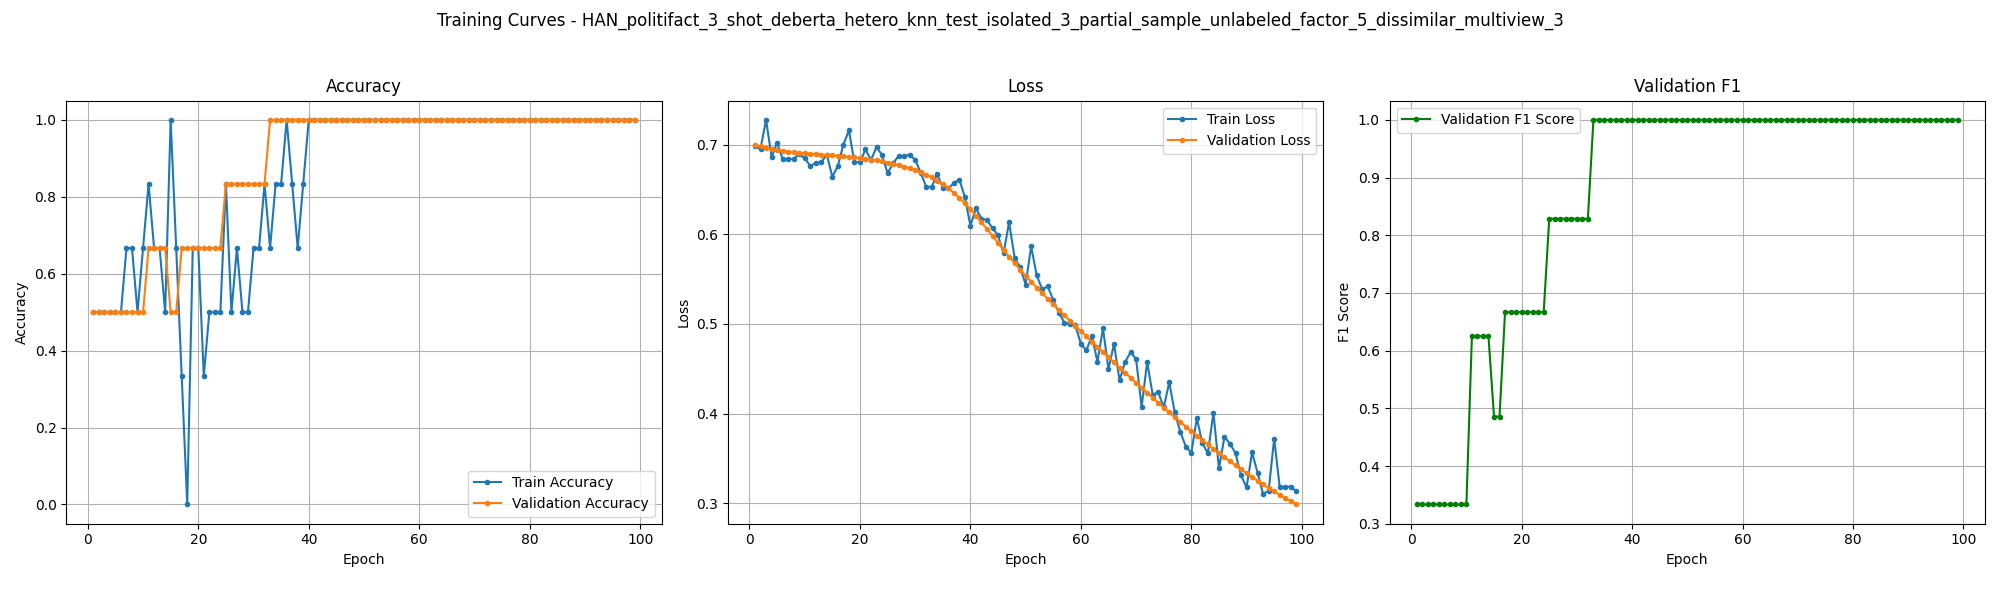 Training Curves - HAN_politifact_3_shot_deberta_hetero_knn_test_isolated_3_partial_sample_unlabeled_factor_5_dissimilar_multiview_3
Accuracy
1.0
0.8
0.6
0.4
0.2
0.0
Accuracy
0
20
40
60
80
100
Epoch
Train Accuracy
Validation Accuracy
Loss
0.7
0.6
0.5
0.4
0.3
Loss
0
20
40
60
80
100
Epoch
Train Loss
Validation Loss
Validation F1
1.0
0.9
0.8
0.7
0.6
0.5
0.4
0.3
F1 Score
0
20
40
60
80
100
Epoch
Validation F1 Score